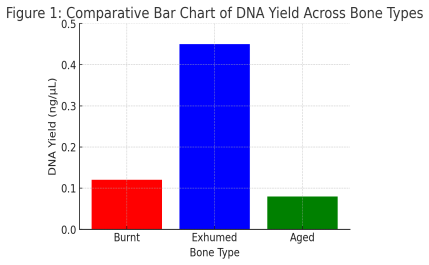 Figure 1: Comparative Bar Chart of DNA Yield Across Bone Types
DNA Yield (ng/μL)
0.5
0.4
0.3
0.2
0.1
0.0
Burnt Exhumed Aged
Bone Type